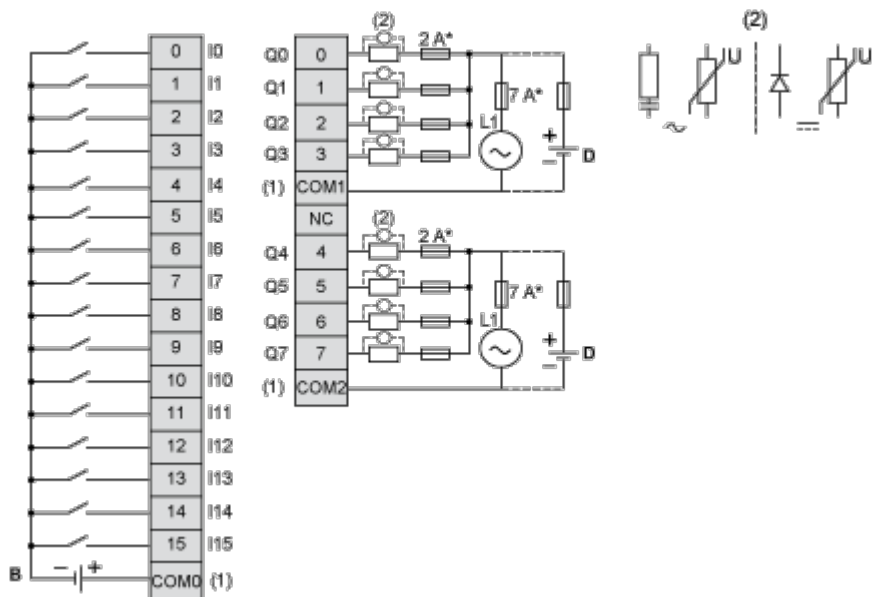 0 I0
1 I1
2 I2
3 I3
4 I4
5 I5
6 I6
7 I7
8 I8
9 I9
10 I10
11 I11
12 I12
13 I13
14 I14
15 I15
B - + COM0 (1)
(2)
Q0 0 2 A*
Q1 1
Q2 2 7 A*
Q3 3 L1 + - D
(1) COM1
NC
(2)
Q4 4 2 A*
Q5 5 7 A*
Q6 6 L1
Q7 7 + - D
(1) COM2
(2)
U U